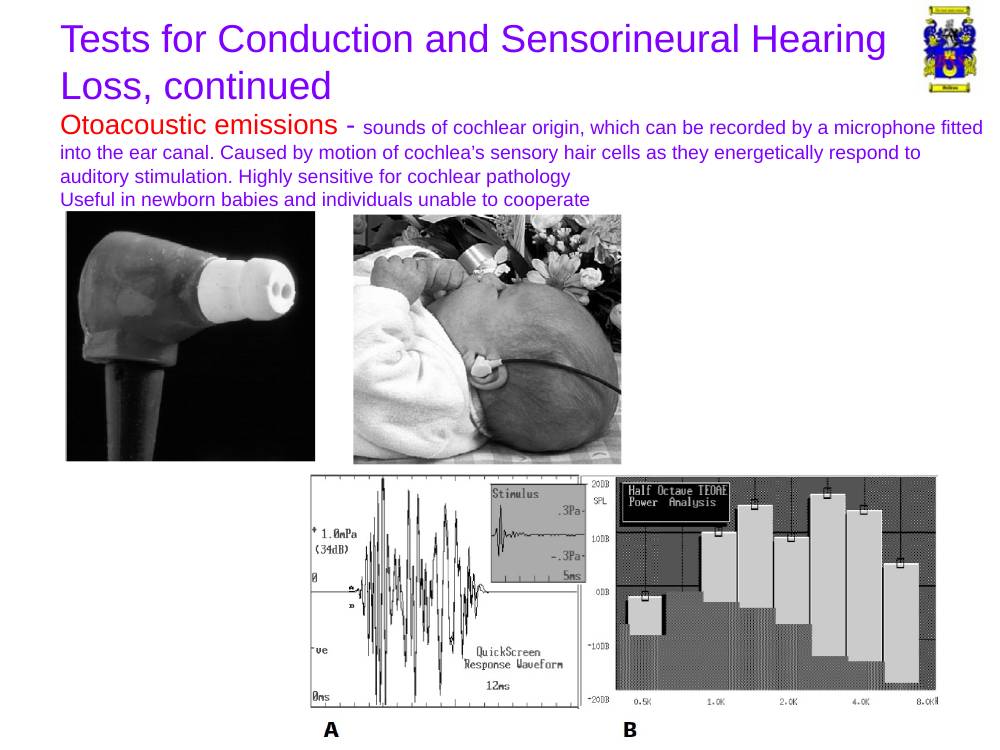 Tests for Conduction and Sensorineural Hearing
Loss, continued
Otoacoustic emissions - sounds of cochlear origin, which can be recorded by a microphone fitted
into the ear canal. Caused by motion of cochlea’s sensory hair cells as they energetically respond to
auditory stimulation. Highly sensitive for cochlear pathology
Useful in newborn babies and individuals unable to cooperate
Stimulus
.3Pa-
-.3Pa-
5ms
+ 1.0mPa
(34dB)
0
-ve
QuickScreen
Response Waveform
12ms
0ms
A
20DB
SPL
10DB
0DB
-10DB
-20DB
Half Octave TEOAE
Power Analysis
0.5K 1.0K 2.0K 4.0K 8.0KH
B